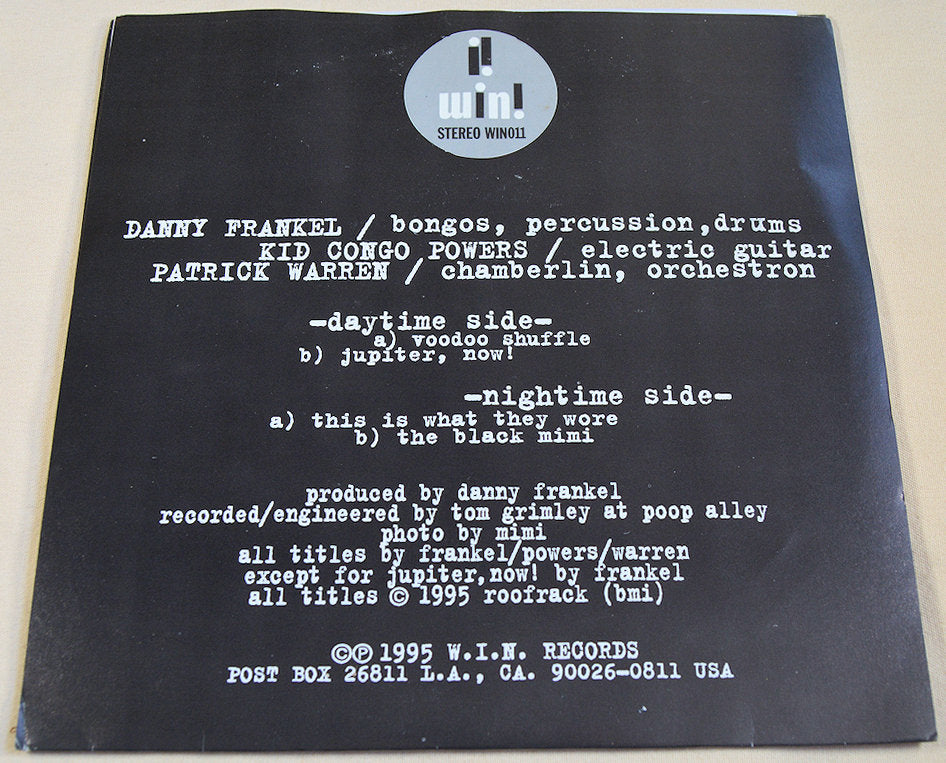 win!
STEREO WIN011
DANNY FRANKEL / bongos, percussion,drums
KID CONGO POWERS / electric guitar
PATRICK WARREN / chamberlin, orchestron
-daytime side-
a) voodoo shuffle
b) jupiter, now!
-nightime side-
a) this is what they wore
b) the black mimi
produced by danny frankel
recorded/engineered by tom grimley at poop alley
photo by mimi
all titles by frankel/powers/warren
except for jupiter,now! by frankel
all titles © 1995 roofrack (bmi)
©℗ 1995 W.I.N. RECORDS
POST BOX 26811 L.A., CA. 90026-0811 USA